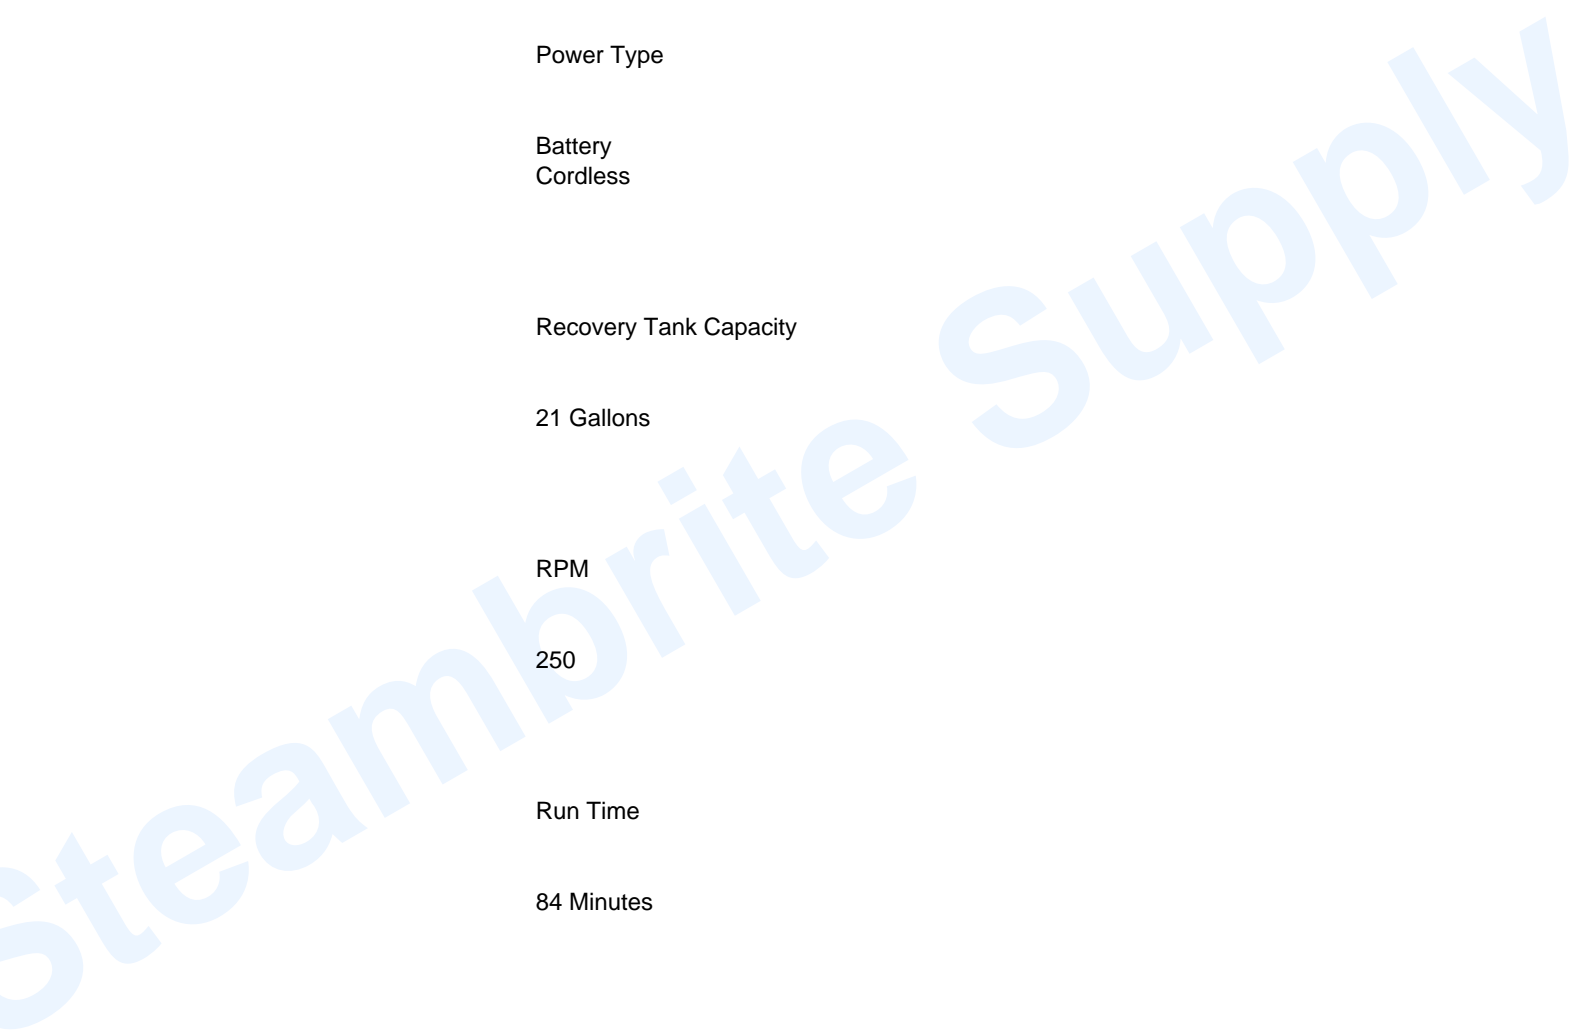 Power Type
Battery
Cordless
Recovery Tank Capacity
21 Gallons
RPM
250
Run Time
84 Minutes
Steambrite Supply